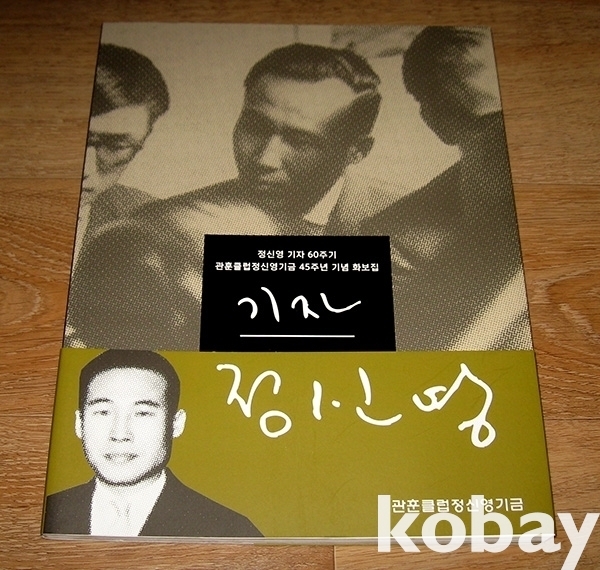 정신영 기자 60주기
관훈클럽정신영기금 45주년 기념 화보집
기자
정신영
관훈클럽정신영기금
kobay